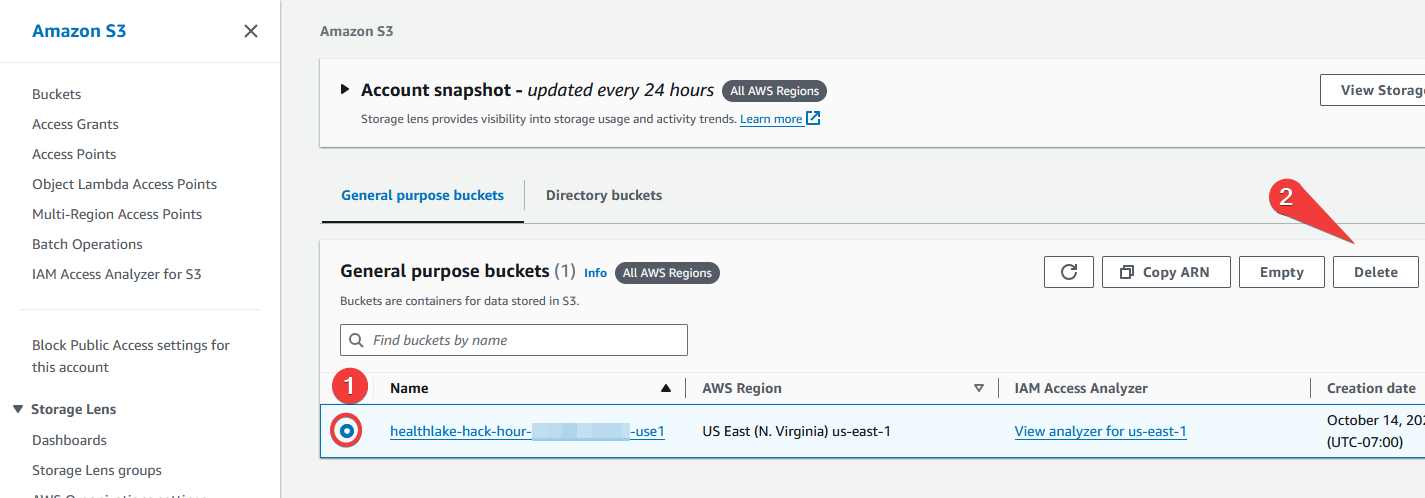 Amazon S3
Buckets
Access Grants
Access Points
Object Lambda Access Points
Multi-Region Access Points
Batch Operations
IAM Access Analyzer for S3
Block Public Access settings for
this account
Storage Lens
Dashboards
Storage Lens groups
Amazon S3
Account snapshot - updated every 24 hours All AWS Regions
View Storage
Storage lens provides visibility into storage usage and activity trends. Learn more
General purpose buckets Directory buckets
2
General purpose buckets (1) Info All AWS Regions
Copy ARN Empty Delete
Buckets are containers for data stored in S3.
Find buckets by name
1
Name AWS Region IAM Access Analyzer Creation date
healthlake-hack-hour- -use1 US East (N. Virginia) us-east-1 View analyzer for us-east-1 October 14,
(UTC-07:00)